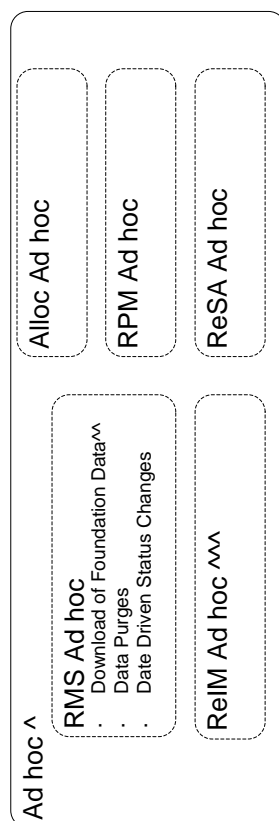 Ad hoc ^
RMS Ad hoc
. Download of Foundation Data^^
. Data Purges
. Date Driven Status Changes
ReIM Ad hoc ^^^
Alloc Ad hoc
RPM Ad hoc
ReSA Ad hoc